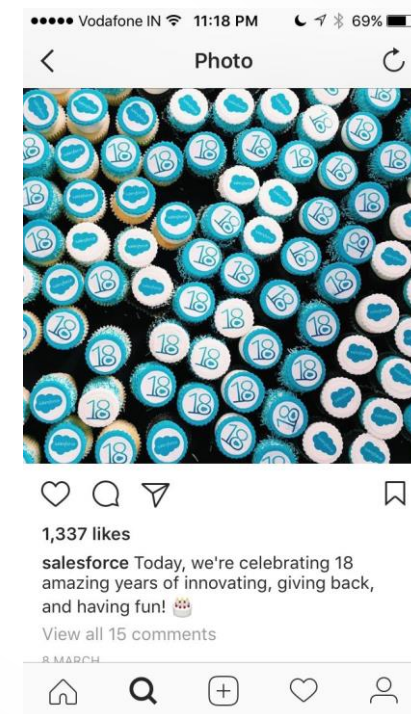 Vodafone IN 11:18 PM 69%
Photo
1,337 likes
salesforce Today, we're celebrating 18
amazing years of innovating, giving back,
and having fun!
View all 15 comments
8 MARCH